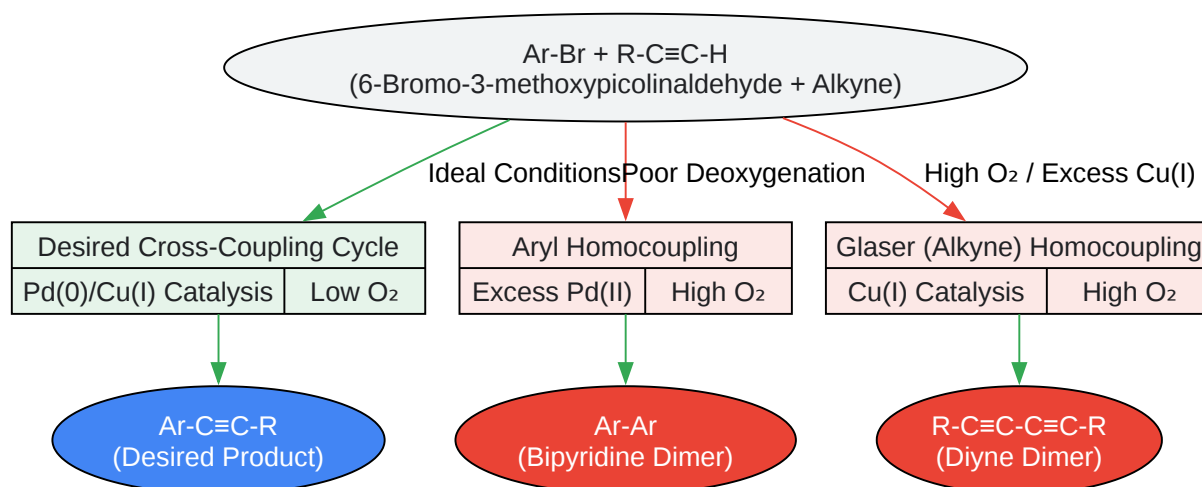 Ar-Br + R-C≡C-H
(6-Bromo-3-methoxypicolinaldehyde + Alkyne)
Ideal Conditions
Poor Deoxygenation
High O₂ / Excess Cu(I)
Desired Cross-Coupling Cycle
Pd(0)/Cu(I) Catalysis
Low O₂
Aryl Homocoupling
Excess Pd(II)
High O₂
Glaser (Alkyne) Homocoupling
Cu(I) Catalysis
High O₂
Ar-C≡C-R
(Desired Product)
Ar-Ar
(Bipyridine Dimer)
R-C≡C-C≡C-R
(Diyne Dimer)